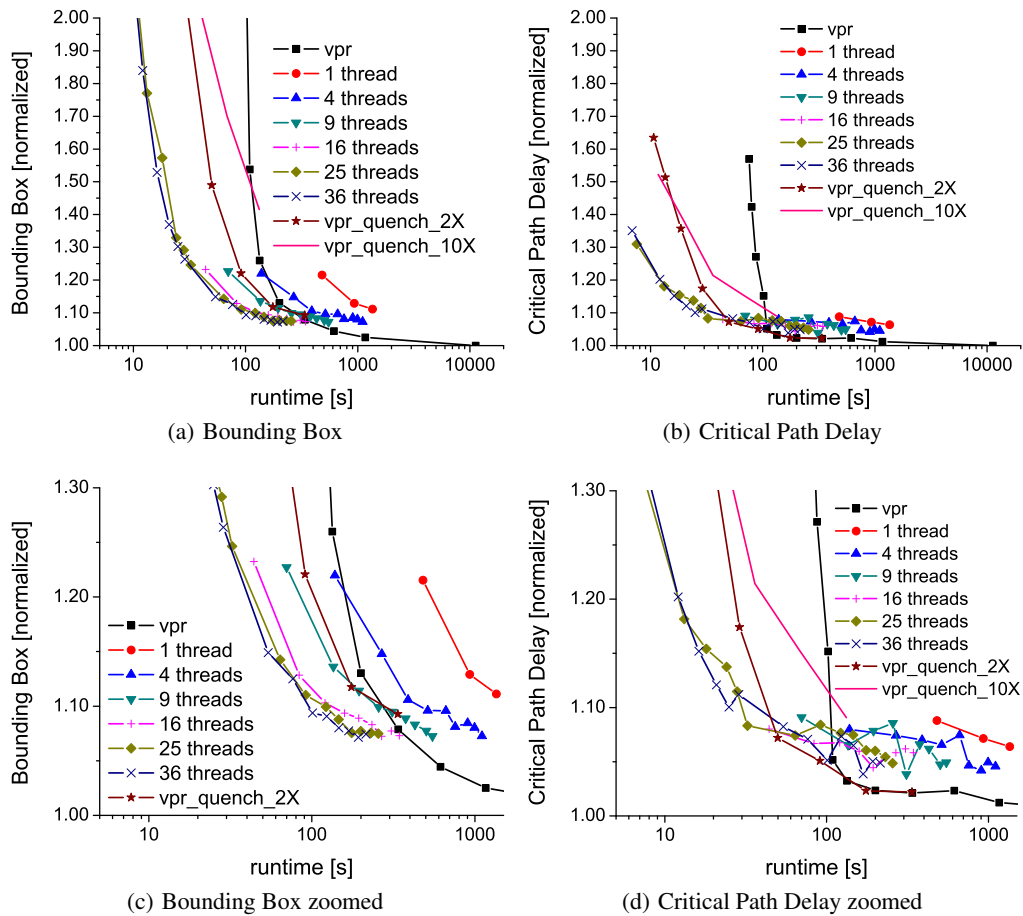 Bounding Box [normalized]
2.00
1.90
1.80
1.70
1.60
1.50
1.40
1.30
1.20
1.10
1.00
10
100
1000
10000
runtime [s]
vpr
1 thread
4 threads
9 threads
16 threads
25 threads
36 threads
vpr_quench_2X
vpr_quench_10X
(a) Bounding Box
Critical Path Delay [normalized]
2.00
1.90
1.80
1.70
1.60
1.50
1.40
1.30
1.20
1.10
1.00
10
100
1000
10000
runtime [s]
vpr
1 thread
4 threads
9 threads
16 threads
25 threads
36 threads
vpr_quench_2X
vpr_quench_10X
(b) Critical Path Delay
Bounding Box [normalized]
1.30
1.20
1.10
1.00
10
100
1000
runtime [s]
vpr
1 thread
4 threads
9 threads
16 threads
25 threads
36 threads
vpr_quench_2X
(c) Bounding Box zoomed
Critical Path Delay [normalized]
1.30
1.20
1.10
1.00
10
100
1000
runtime [s]
vpr
1 thread
4 threads
9 threads
16 threads
25 threads
36 threads
vpr_quench_2X
vpr_quench_10X
(d) Critical Path Delay zoomed